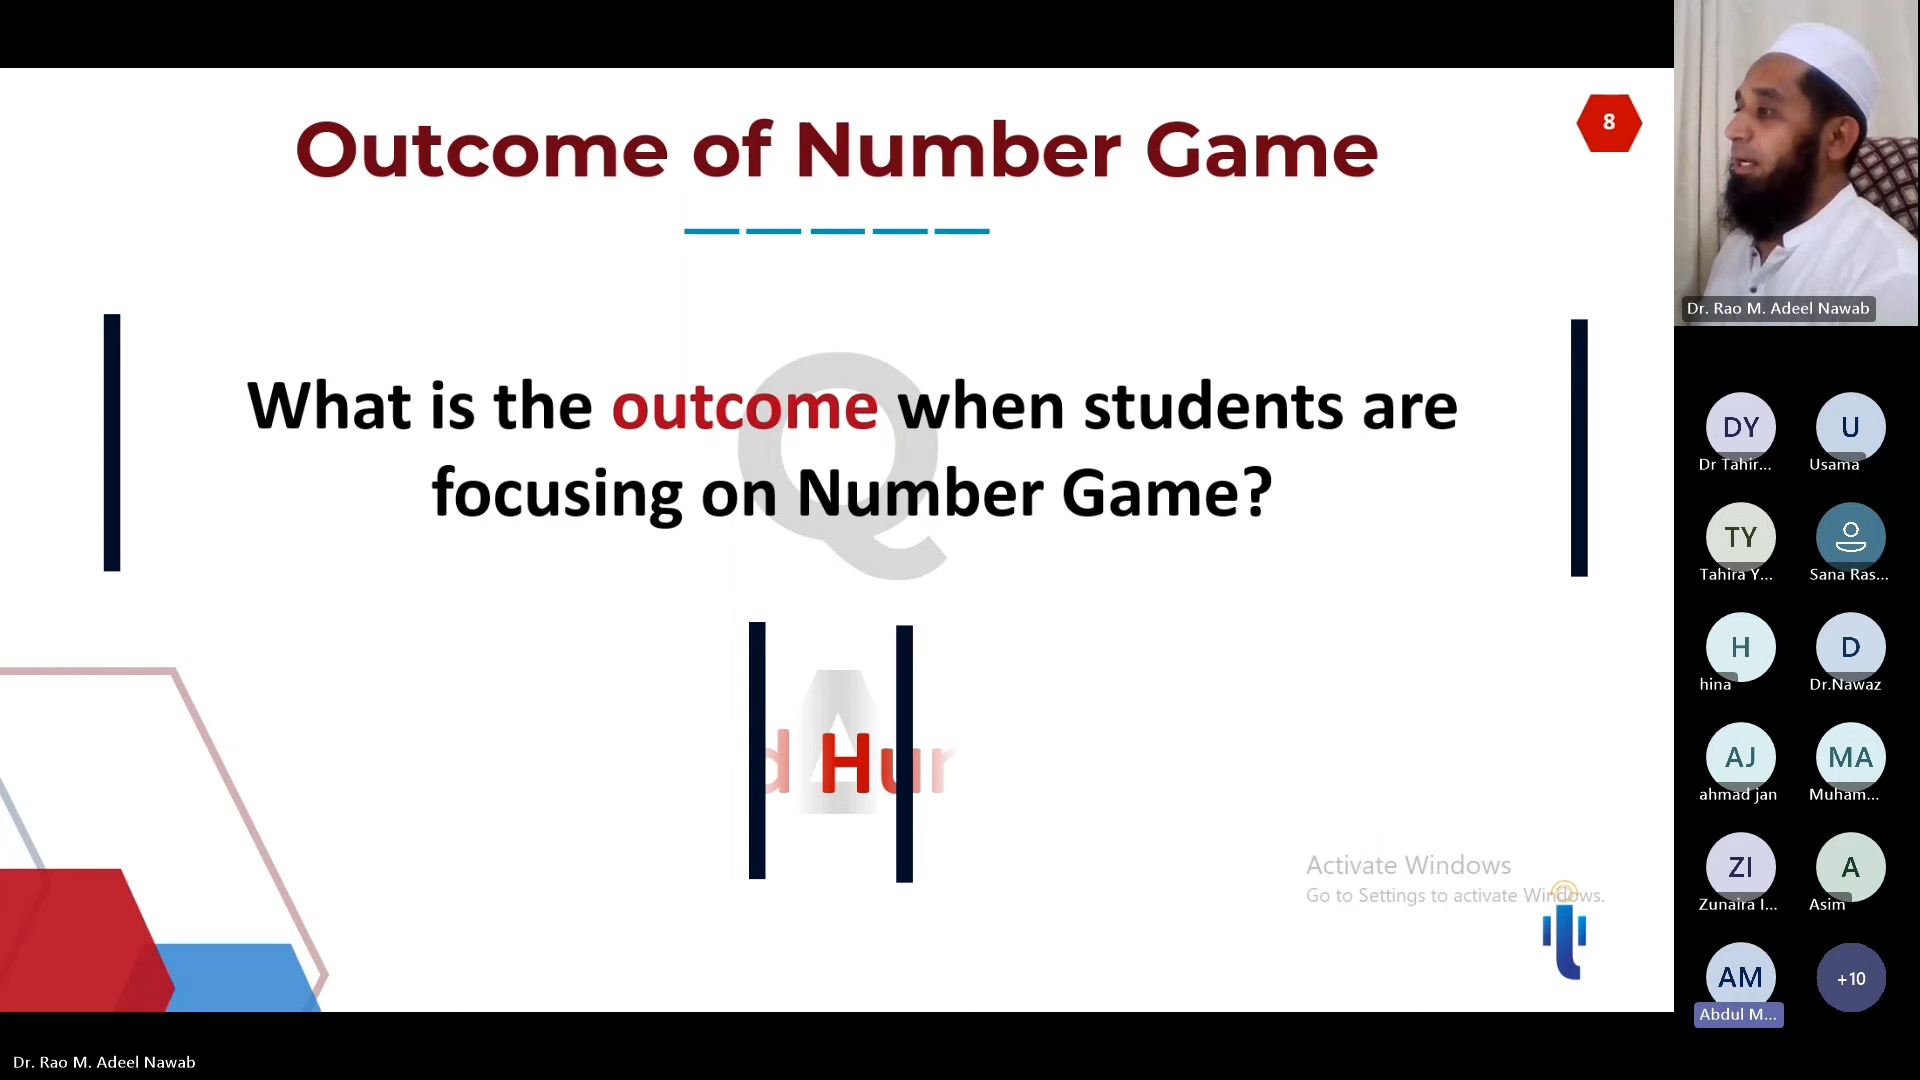 Outcome of Number Game
8
Q
What is the outcome when students are
focusing on Number Game?
A
d Hur
Activate Windows
Go to Settings to activate Windows.
Dr. Rao M. Adeel Nawab
DY
Dr Tahir...
U
Usama
TY
Tahira Y...
Sana Ras...
H
hina
D
Dr.Nawaz
AJ
ahmad jan
MA
Muham...
ZI
Zunaira I...
A
Asim
AM
Abdul M...
+10
Dr. Rao M. Adeel Nawab